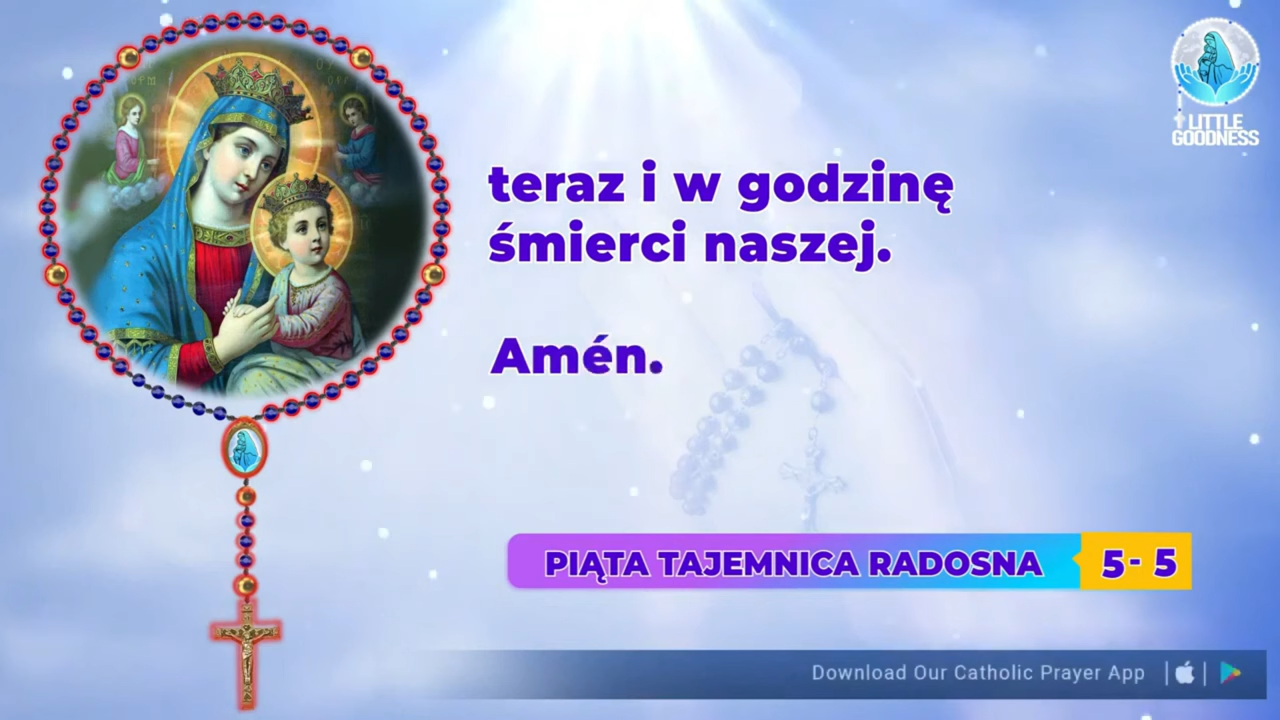 LITTLE
GOODNESS
teraz i w godzinę
śmierci naszej.
Amén.
PIĄTA TAJEMNICA RADOSNA
5- 5
Download Our Catholic Prayer App